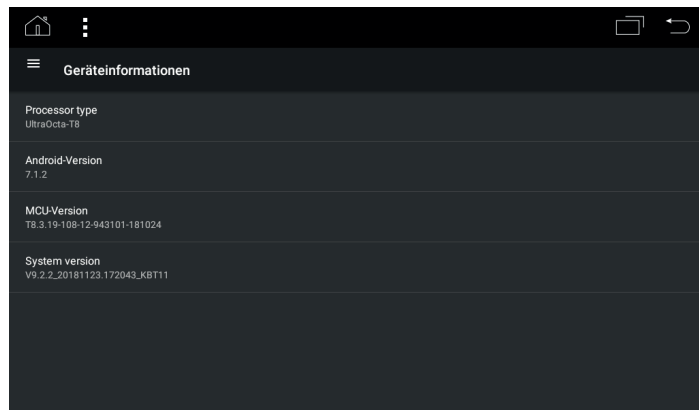 Geräteinformationen
Processor type
UltraOcta-T8
Android-Version
7.1.2
MCU-Version
T8.3.19-108-12-943101-181024
System version
V9.2.2_20181123.172043_KBT11